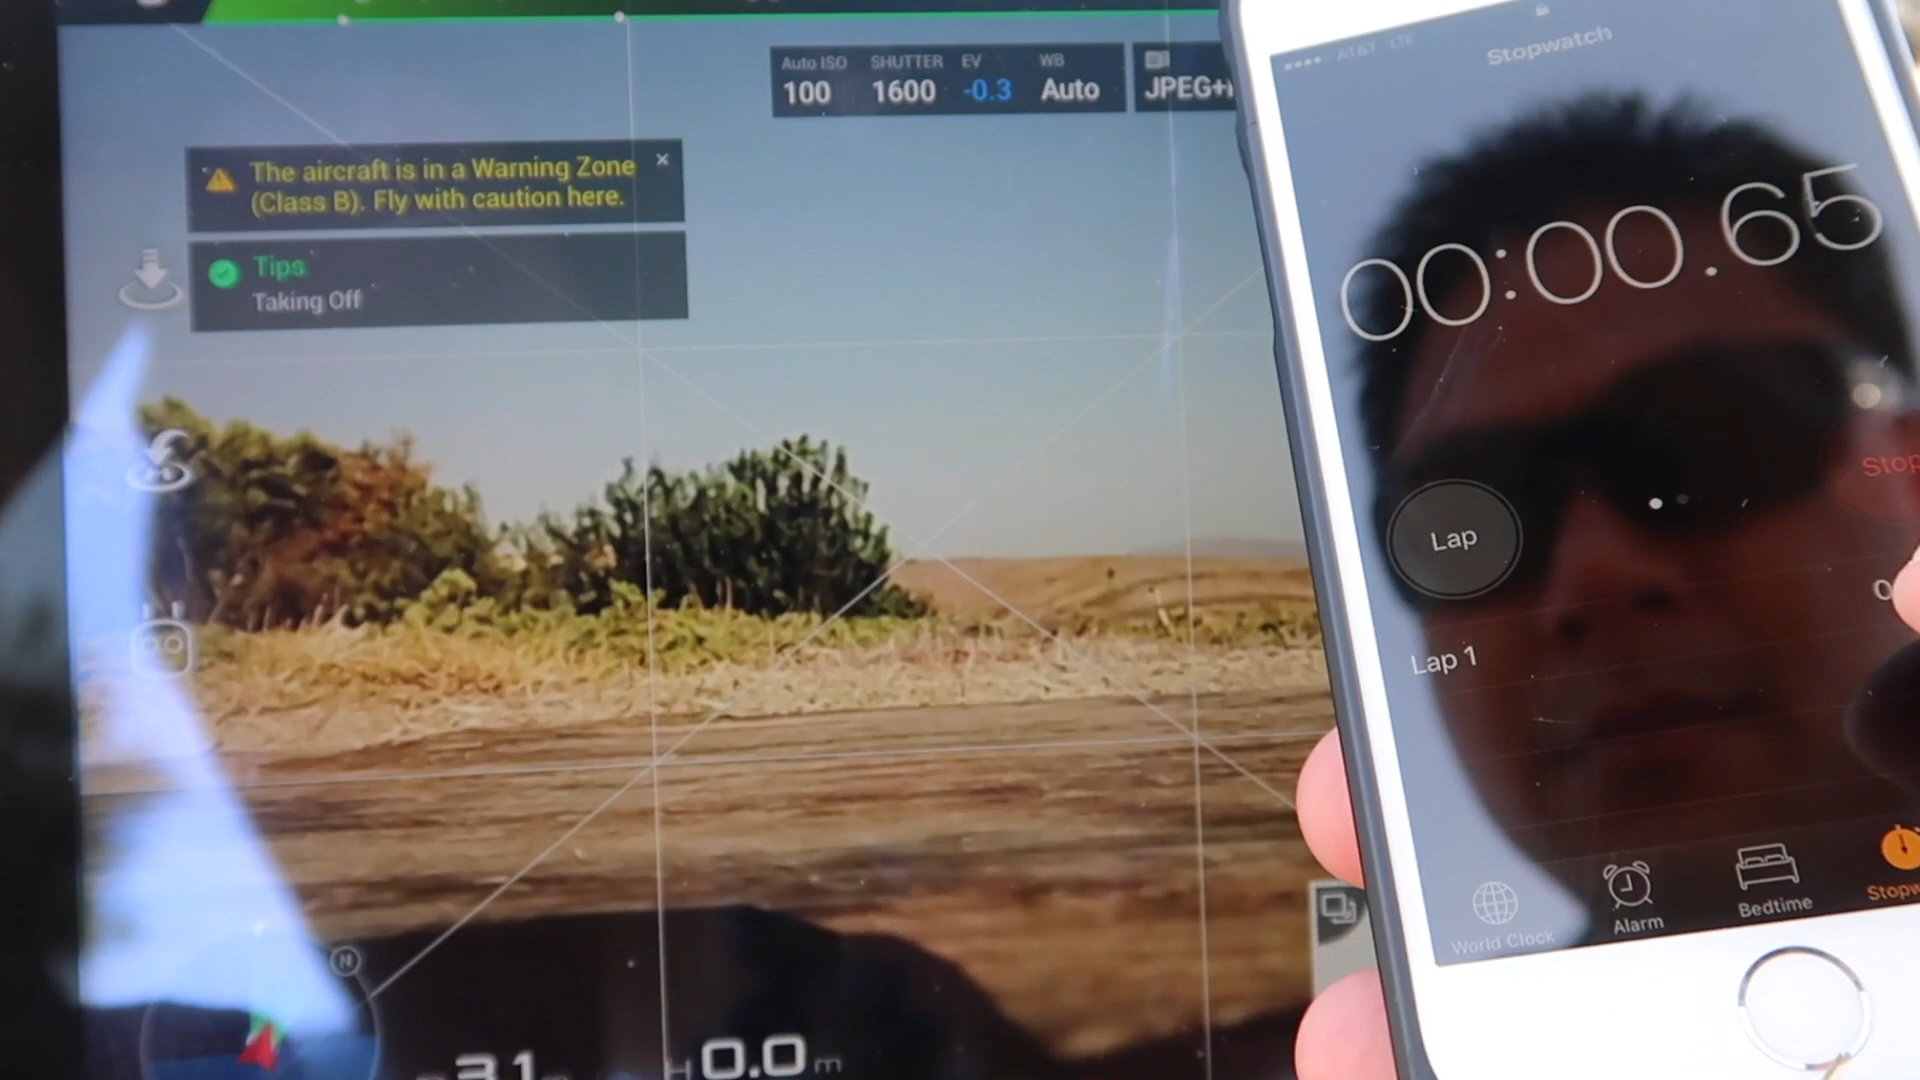 Auto ISO SHUTTER EV WB
100 1600 -0.3 Auto
The aircraft is in a Warning Zone
(Class B). Fly with caution here.
Tips
Taking Off
N
3.1
H 0.0 m
AT&T LTE
Stopwatch
00:00.65
Lap
Stop
Lap 1
World Clock
Alarm
Bedtime